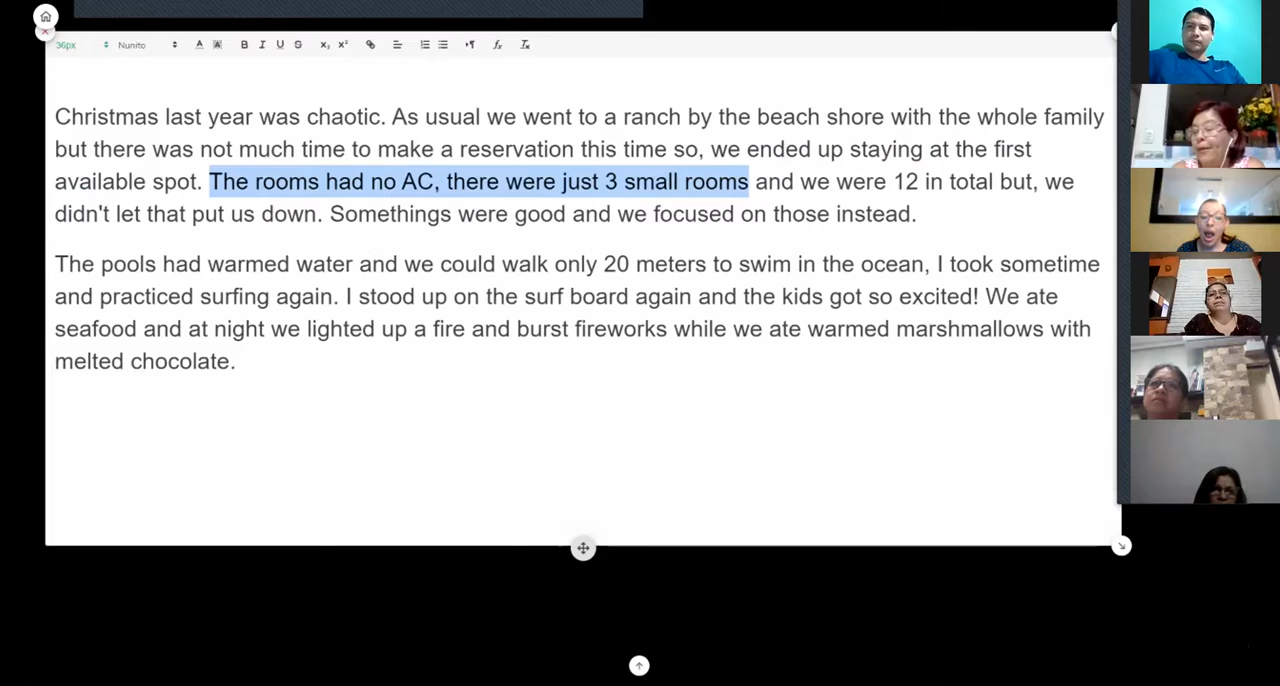 36px Nunito A A B I U S X₂ X² fx Tx
Christmas last year was chaotic. As usual we went to a ranch by the beach shore with the whole family
but there was not much time to make a reservation this time so, we ended up staying at the first
available spot. The rooms had no AC, there were just 3 small rooms and we were 12 in total but, we
didn't let that put us down. Somethings were good and we focused on those instead.
The pools had warmed water and we could walk only 20 meters to swim in the ocean, I took sometime
and practiced surfing again. I stood up on the surf board again and the kids got so excited! We ate
seafood and at night we lighted up a fire and burst fireworks while we ate warmed marshmallows with
melted chocolate.